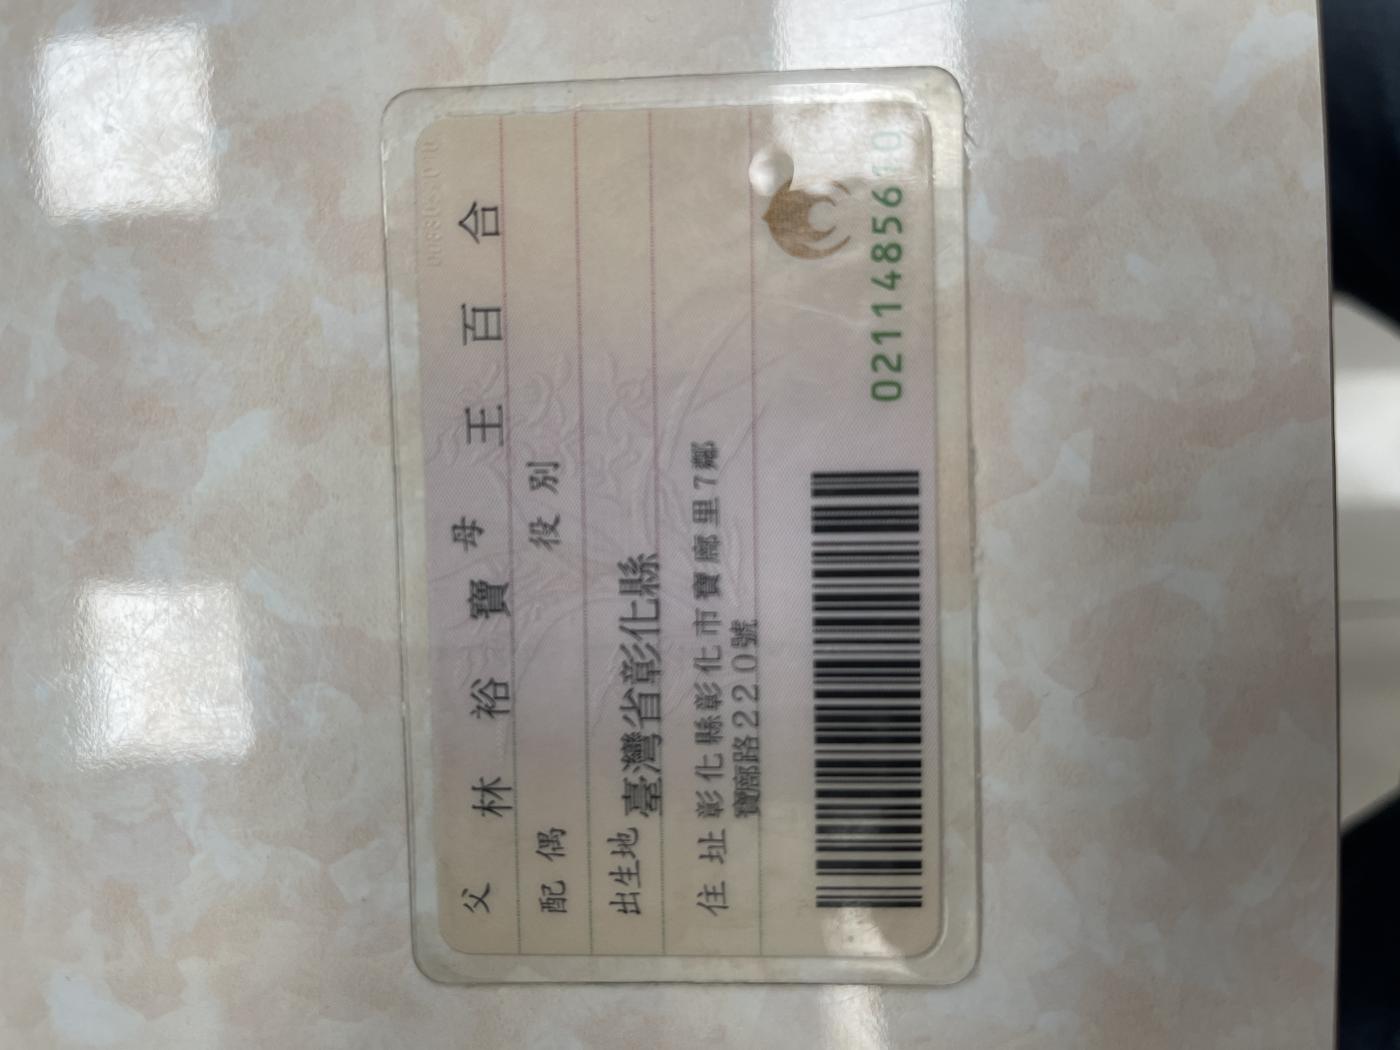 父 林裕寶 母 王百合
配偶 役別
出生地 臺灣省彰化縣
住址 彰化縣彰化市寶廍里7鄰
寶廍路220號
0211485610